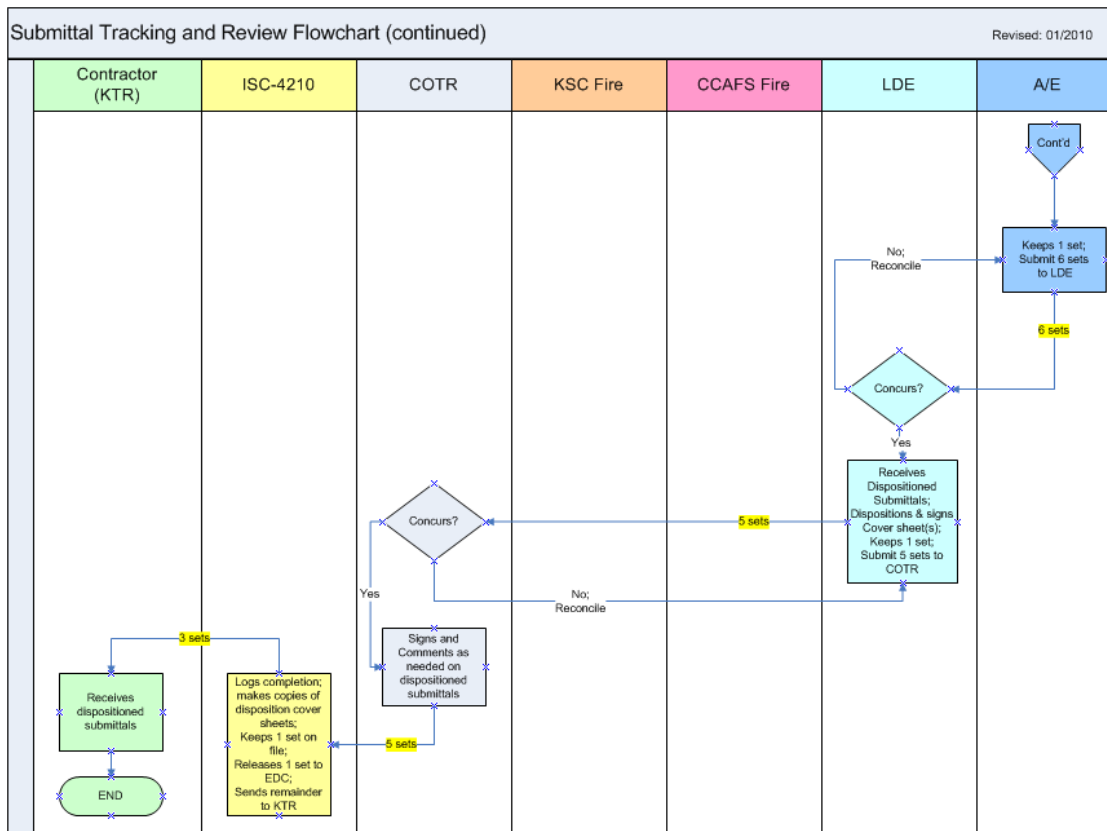 Submittal Tracking and Review Flowchart (continued)
Revised: 01/2010
Contractor
(KTR)
ISC-4210
COTR
KSC Fire
CCAFS Fire
LDE
A/E
Cont'd
Keeps 1 set;
Submit 6 sets
to LDE
No;
Reconcile
6 sets
Concurs?
Yes
Receives
Dispositioned
Submittals;
Dispositions & signs
Cover sheet(s);
Keeps 1 set;
Submit 5 sets to
COTR
5 sets
Concurs?
Yes
No;
Reconcile
Signs and
Comments as
needed on
dispositioned
submittals
5 sets
Logs completion;
makes copies of
disposition cover
sheets;
Keeps 1 set on
file;
Releases 1 set to
EDC;
Sends remainder
to KTR
3 sets
Receives
dispositioned
submittals
END